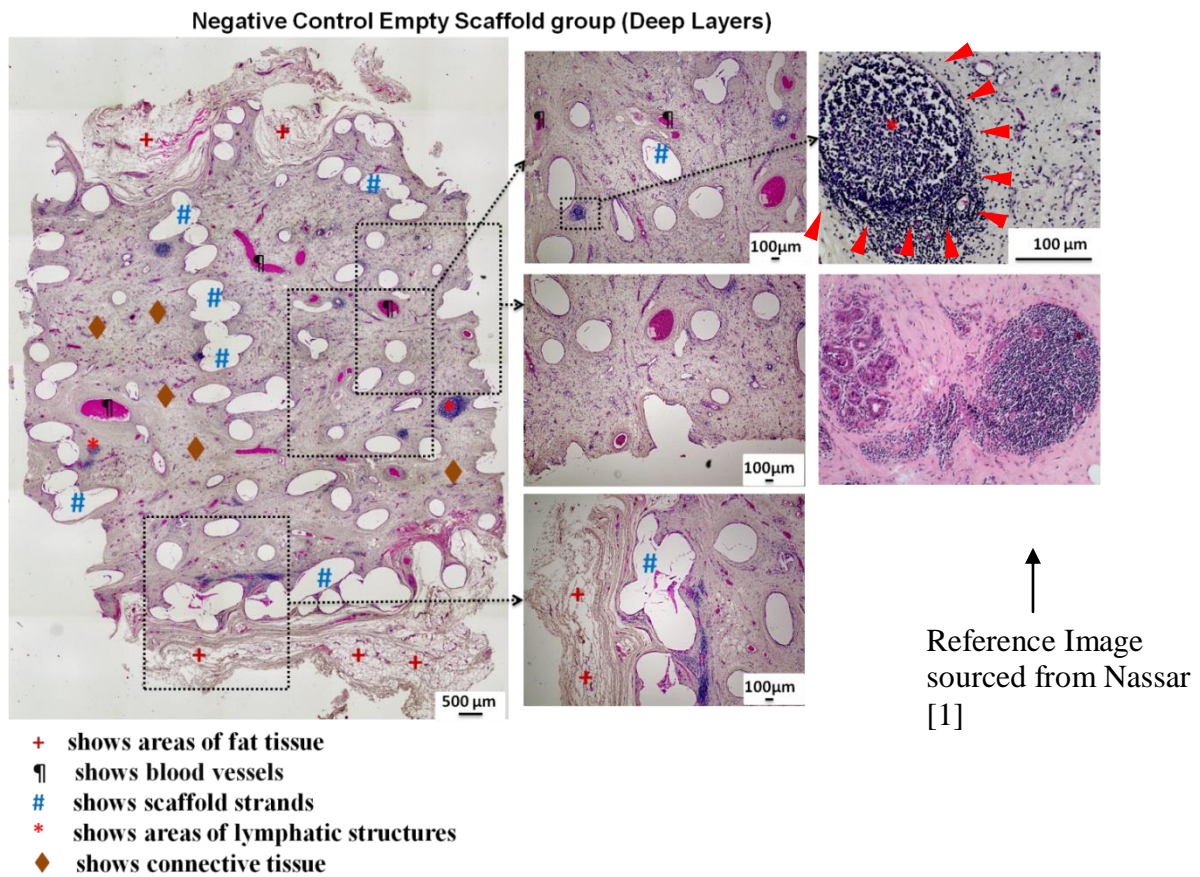 Negative Control Empty Scaffold group (Deep Layers)
+
+
#
#
¶
#
¶
#
¶
*
*
#
#
+
+
+
500 µm
¶
¶
#
100µm
*
100 µm
100µm
#
+
+
100µm
Reference Image
sourced from Nassar
[1]
+ shows areas of fat tissue
¶ shows blood vessels
# shows scaffold strands
* shows areas of lymphatic structures
♦ shows connective tissue